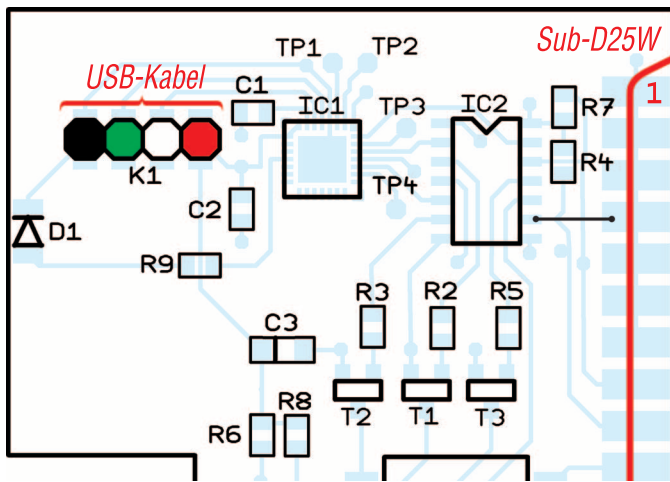 Sub-D25W
TP1
TP2
USB-Kabel
C1
IC1
TP3
IC2
R7
1
K1
R4
TP4
C2
D1
R9
R3
R2
R5
C3
T2
T1
T3
R6
R8